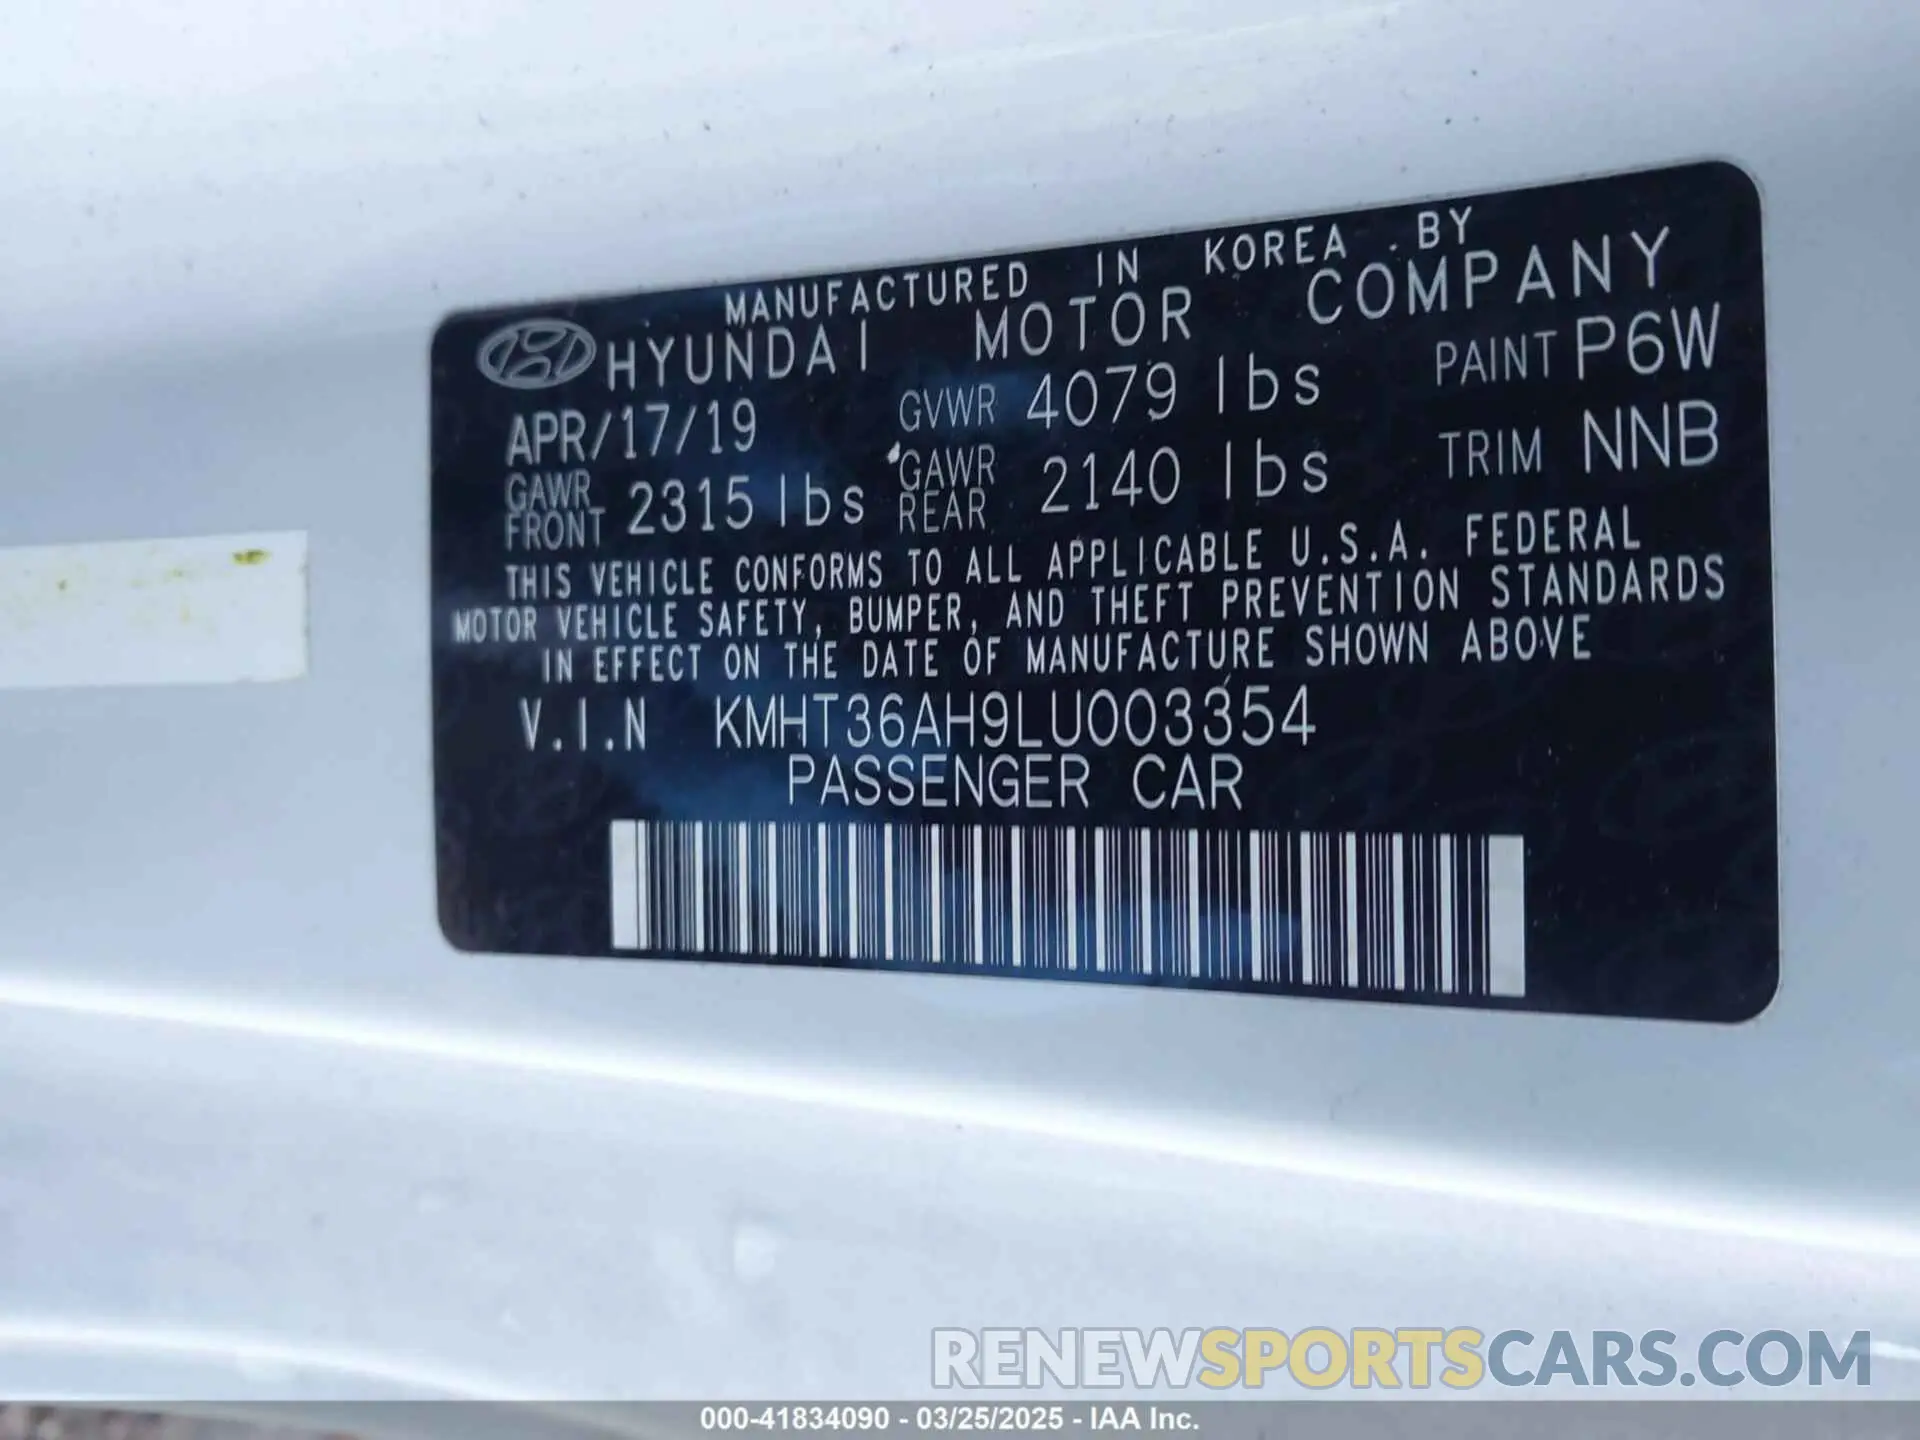 MANUFACTURED IN KOREA BY
HYUNDAI MOTOR COMPANY
APR/17/19 GVWR 4079 lbs PAINT P6W
GAWR FRONT 2315 lbs GAWR REAR 2140 lbs TRIM NNB
THIS VEHICLE CONFORMS TO ALL APPLICABLE U.S.A. FEDERAL
MOTOR VEHICLE SAFETY, BUMPER, AND THEFT PREVENTION STANDARDS
IN EFFECT ON THE DATE OF MANUFACTURE SHOWN ABOVE
V.I.N KMHT36AH9LU003354
PASSENGER CAR
RENEWSPORTSCARS.COM
000-41834090 - 03/25/2025 - IAA Inc.